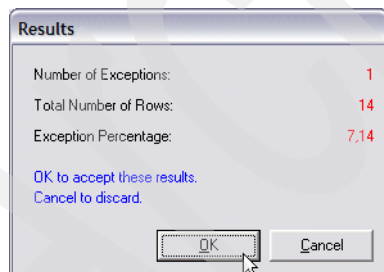 Results
Number of Exceptions: 1
Total Number of Rows: 14
Exception Percentage: 7,14
OK to accept these results.
Cancel to discard.
OK Cancel